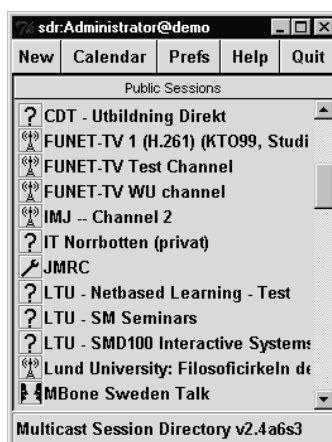 sdr:Administrator@demo
New Calendar Prefs Help Quit
Public Sessions
? CDT - Utbildning Direkt
FUNET-TV 1 (H.261) (KTO99, Studi
FUNET-TV Test Channel
FUNET-TV WU channel
IMJ -- Channel 2
? IT Norrbotten (privat)
JMRC
? LTU - Netbased Learning - Test
? LTU - SM Seminars
? LTU - SMD100 Interactive Systems
Lund University: Filosoficirkeln de
MBone Sweden Talk
Multicast Session Directory v2.4a6s3